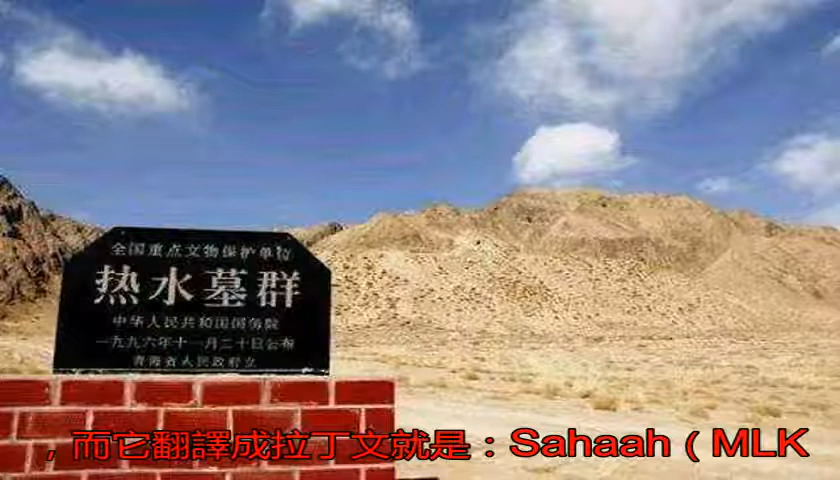 全国重点文物保护单位
热水墓群
中华人民共和国国务院
一九九六年十一月二十日公布
青海省人民政府立
，而它翻譯成拉丁文就是：Sahaah（MLK